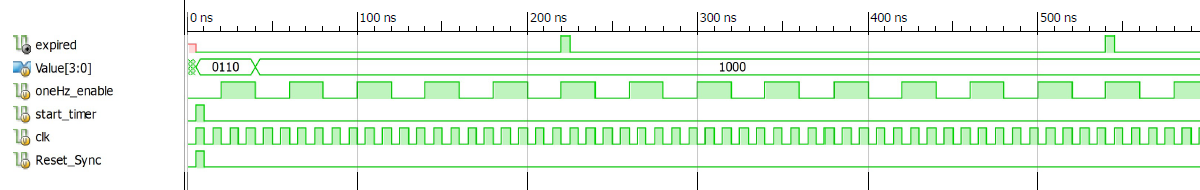 0 ns 100 ns 200 ns 300 ns 400 ns 500 ns
expired
Value[3:0] 0110 1000
oneHz_enable
start_timer
clk
Reset_Sync